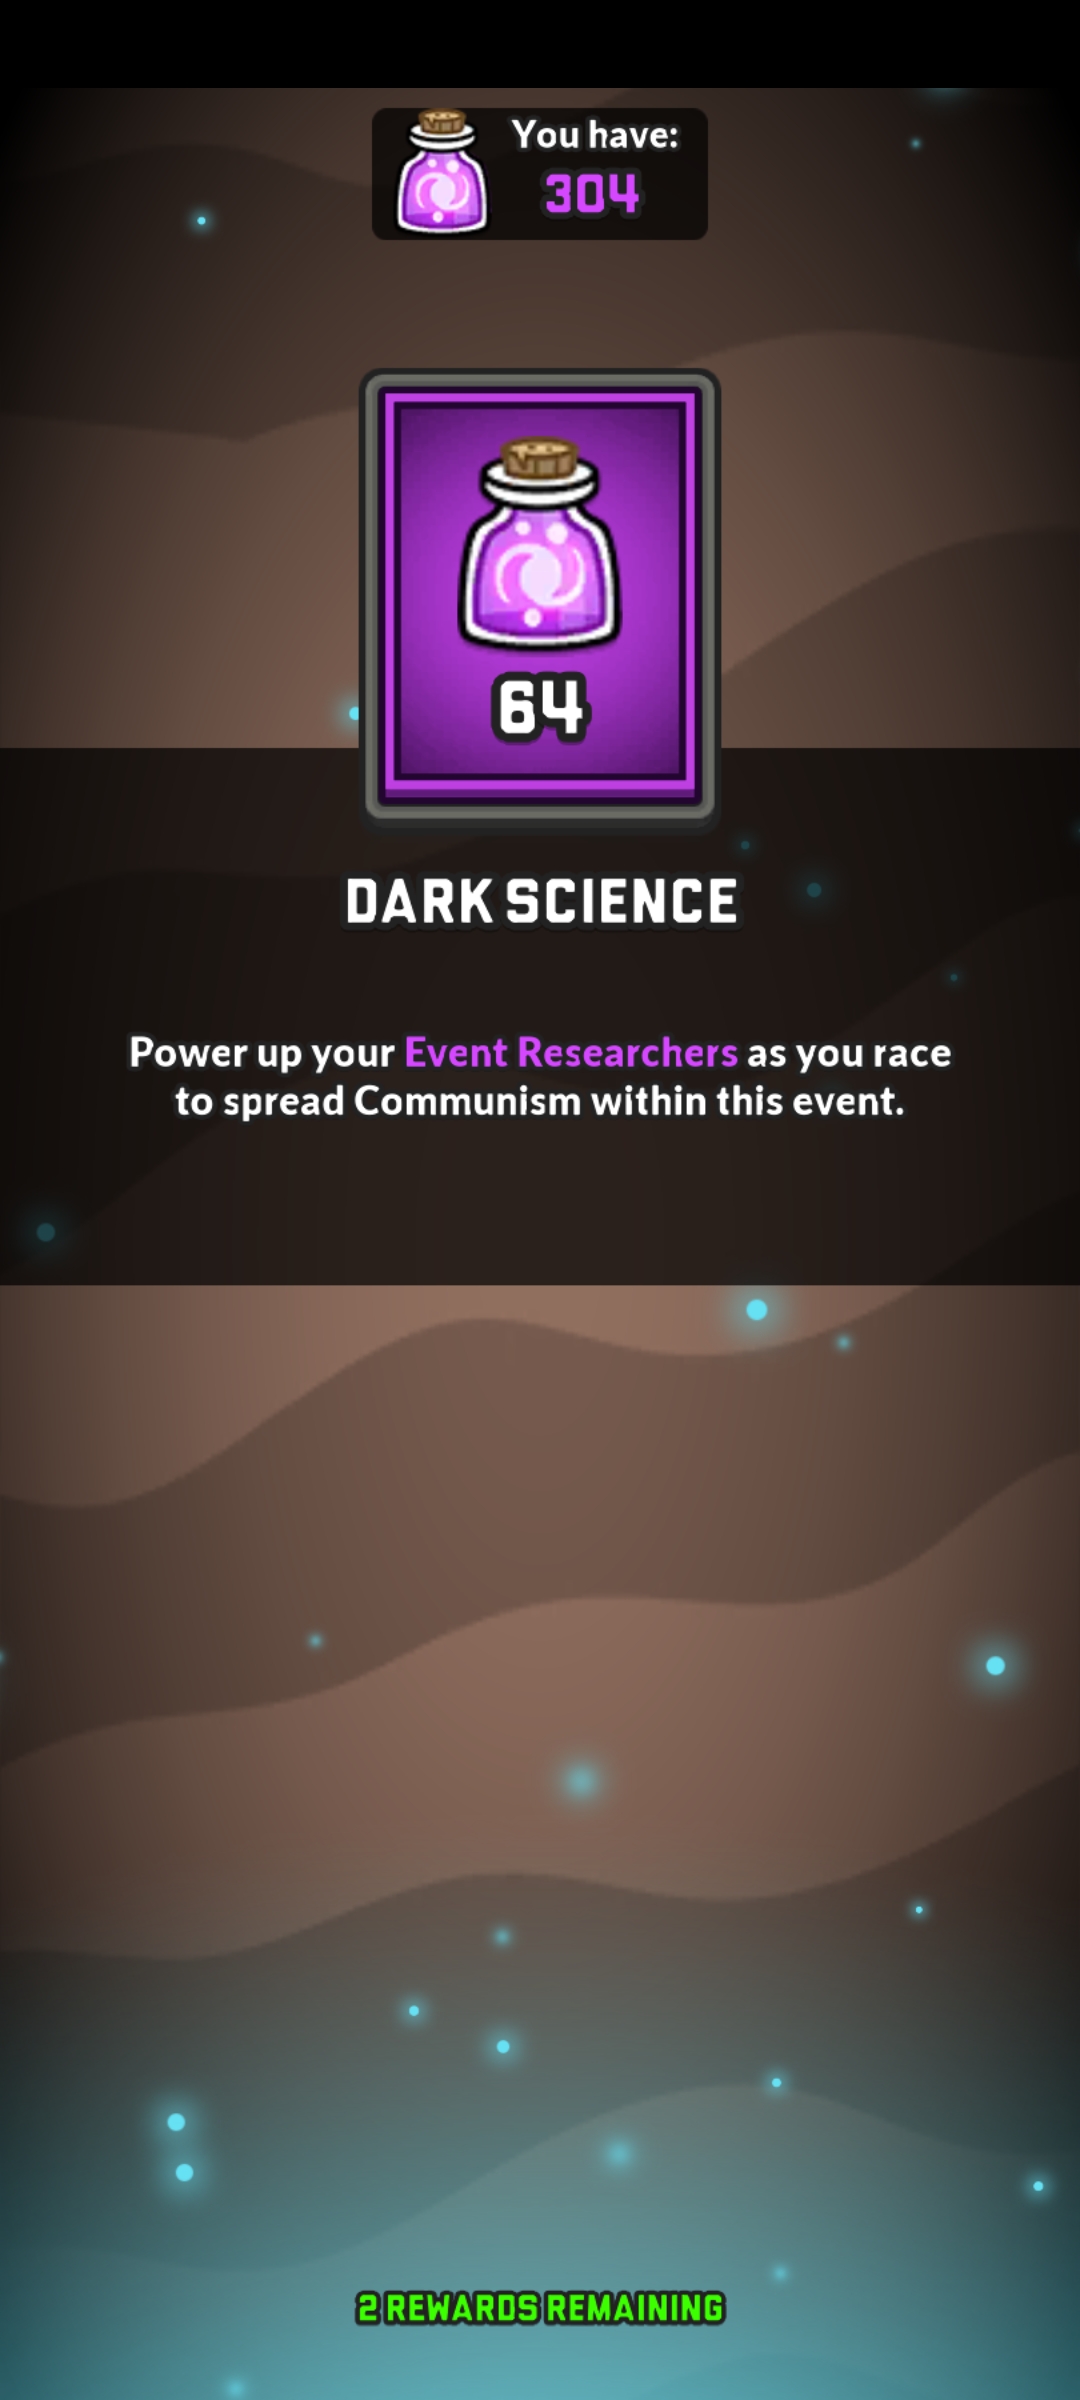 You have:
304
64
DARK SCIENCE
Power up your Event Researchers as you race
to spread Communism within this event.
2 REWARDS REMAINING